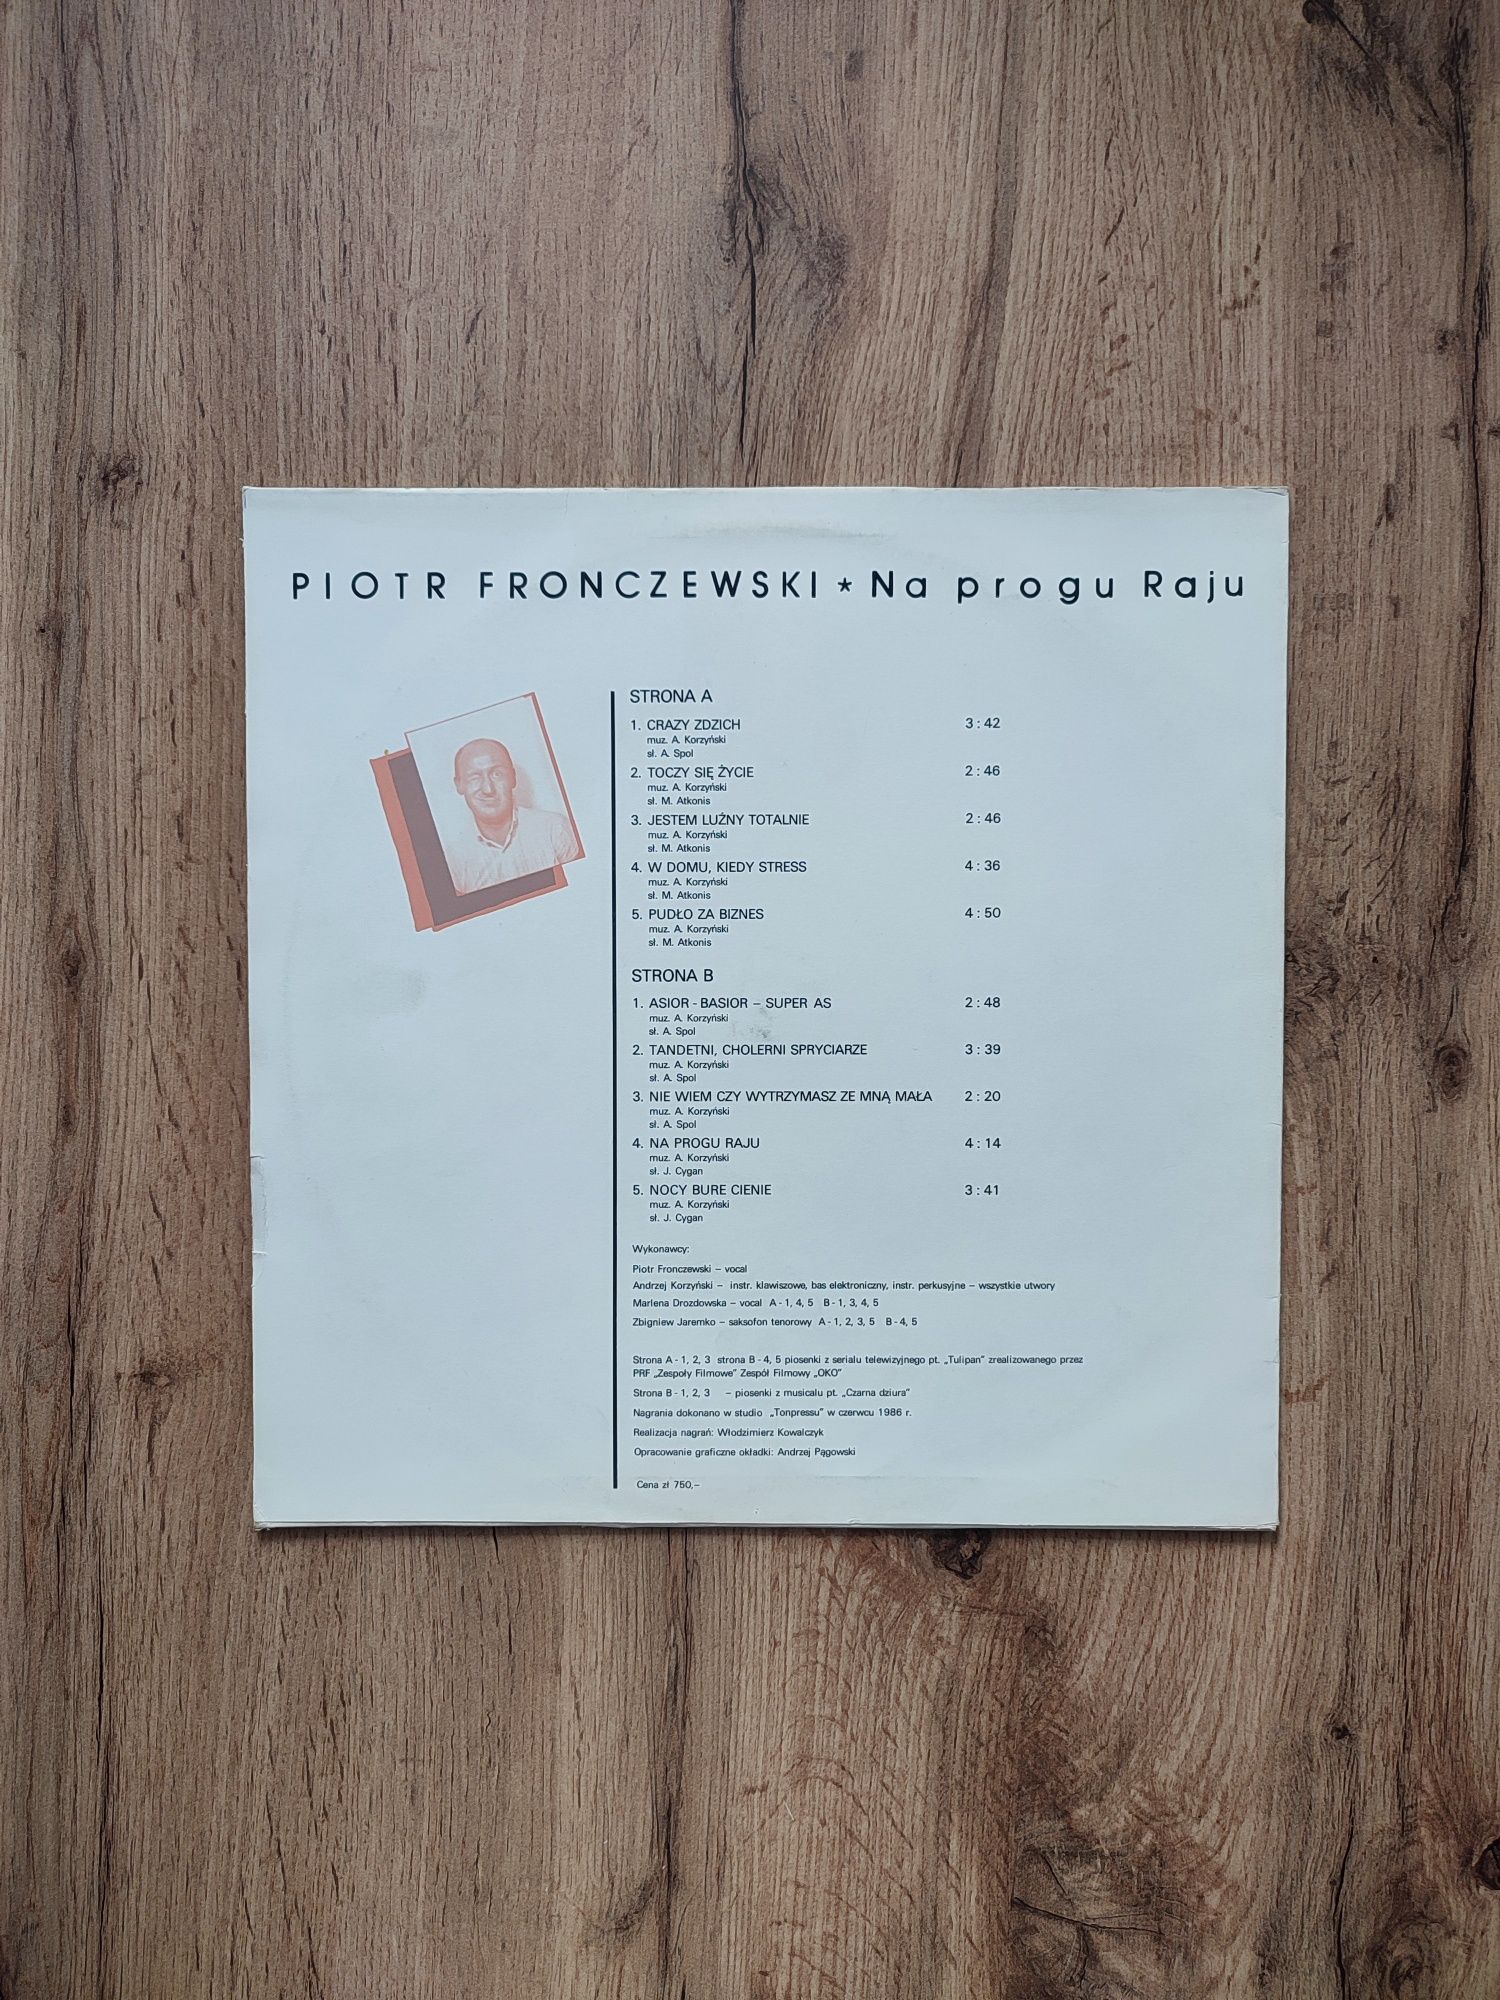 PIOTR FRONCZEWSKI * Na progu Raju
STRONA A
1. CRAZY ZDZICH 3 : 42
muz. A. Korzyński
sł. A. Spol
2. TOCZY SIĘ ŻYCIE 2 : 46
muz. A. Korzyński
sł. M. Atkonis
3. JESTEM LUŹNY TOTALNIE 2 : 46
muz. A. Korzyński
sł. M. Atkonis
4. W DOMU, KIEDY STRESS 4 : 36
muz. A. Korzyński
sł. M. Atkonis
5. PUDŁO ZA BIZNES 4 : 50
muz. A. Korzyński
sł. M. Atkonis
STRONA B
1. ASIOR - BASIOR – SUPER AS 2 : 48
muz. A. Korzyński
sł. A. Spol
2. TANDETNI, CHOLERNI SPRYCIARZE 3 : 39
muz. A. Korzyński
sł. A. Spol
3. NIE WIEM CZY WYTRZYMASZ ZE MNĄ MAŁA 2 : 20
muz. A. Korzyński
sł. A. Spol
4. NA PROGU RAJU 4 : 14
muz. A. Korzyński
sł. J. Cygan
5. NOCY BURE CIENIE 3 : 41
muz. A. Korzyński
sł. J. Cygan
Wykonawcy:
Piotr Fronczewski – vocal
Andrzej Korzyński – instr. klawiszowe, bas elektroniczny, instr. perkusyjne – wszystkie utwory
Marlena Drozdowska – vocal A - 1, 4, 5 B - 1, 3, 4, 5
Zbigniew Jaremko – saksofon tenorowy A - 1, 2, 3, 5 B - 4, 5
Strona A - 1, 2, 3 strona B - 4, 5 piosenki z serialu telewizyjnego pt. „Tulipan” zrealizowanego przez
PRF „Zespoły Filmowe” Zespół Filmowy „OKO”
Strona B - 1, 2, 3 – piosenki z musicalu pt. „Czarna dziura”
Nagrania dokonano w studio „Tonpressu” w czerwcu 1986 r.
Realizacja nagrań: Włodzimierz Kowalczyk
Opracowanie graficzne okładki: Andrzej Pągowski
Cena zł 750,–